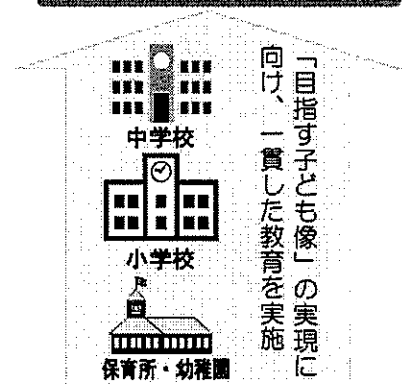 「目指す子ども像」の実現に
向け、一貫した教育を実施
中学校
小学校
保育所・幼稚園